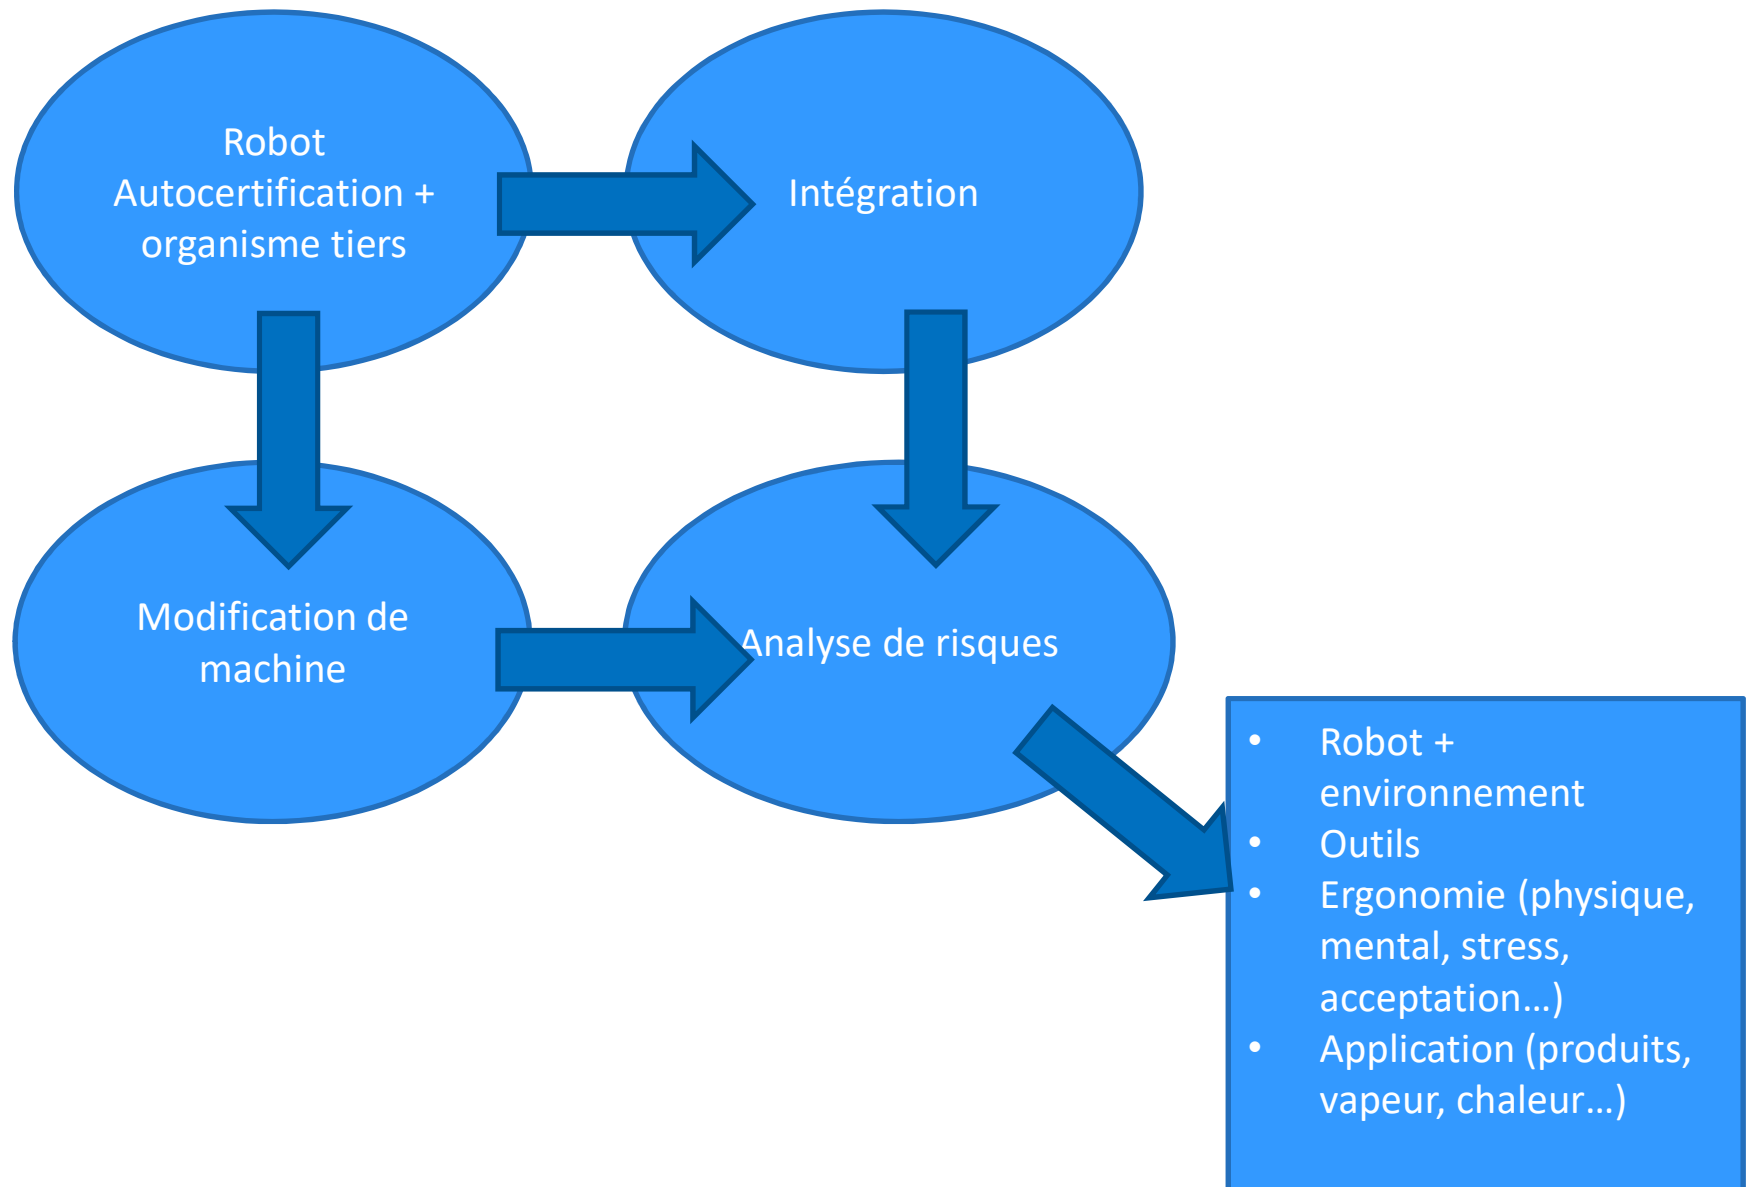 Robot
Autocertification +
organisme tiers
Intégration
Modification de
machine
Analyse de risques
• Robot +
environnement
• Outils
• Ergonomie (physique,
mental, stress,
acceptation…)
• Application (produits,
vapeur, chaleur…)